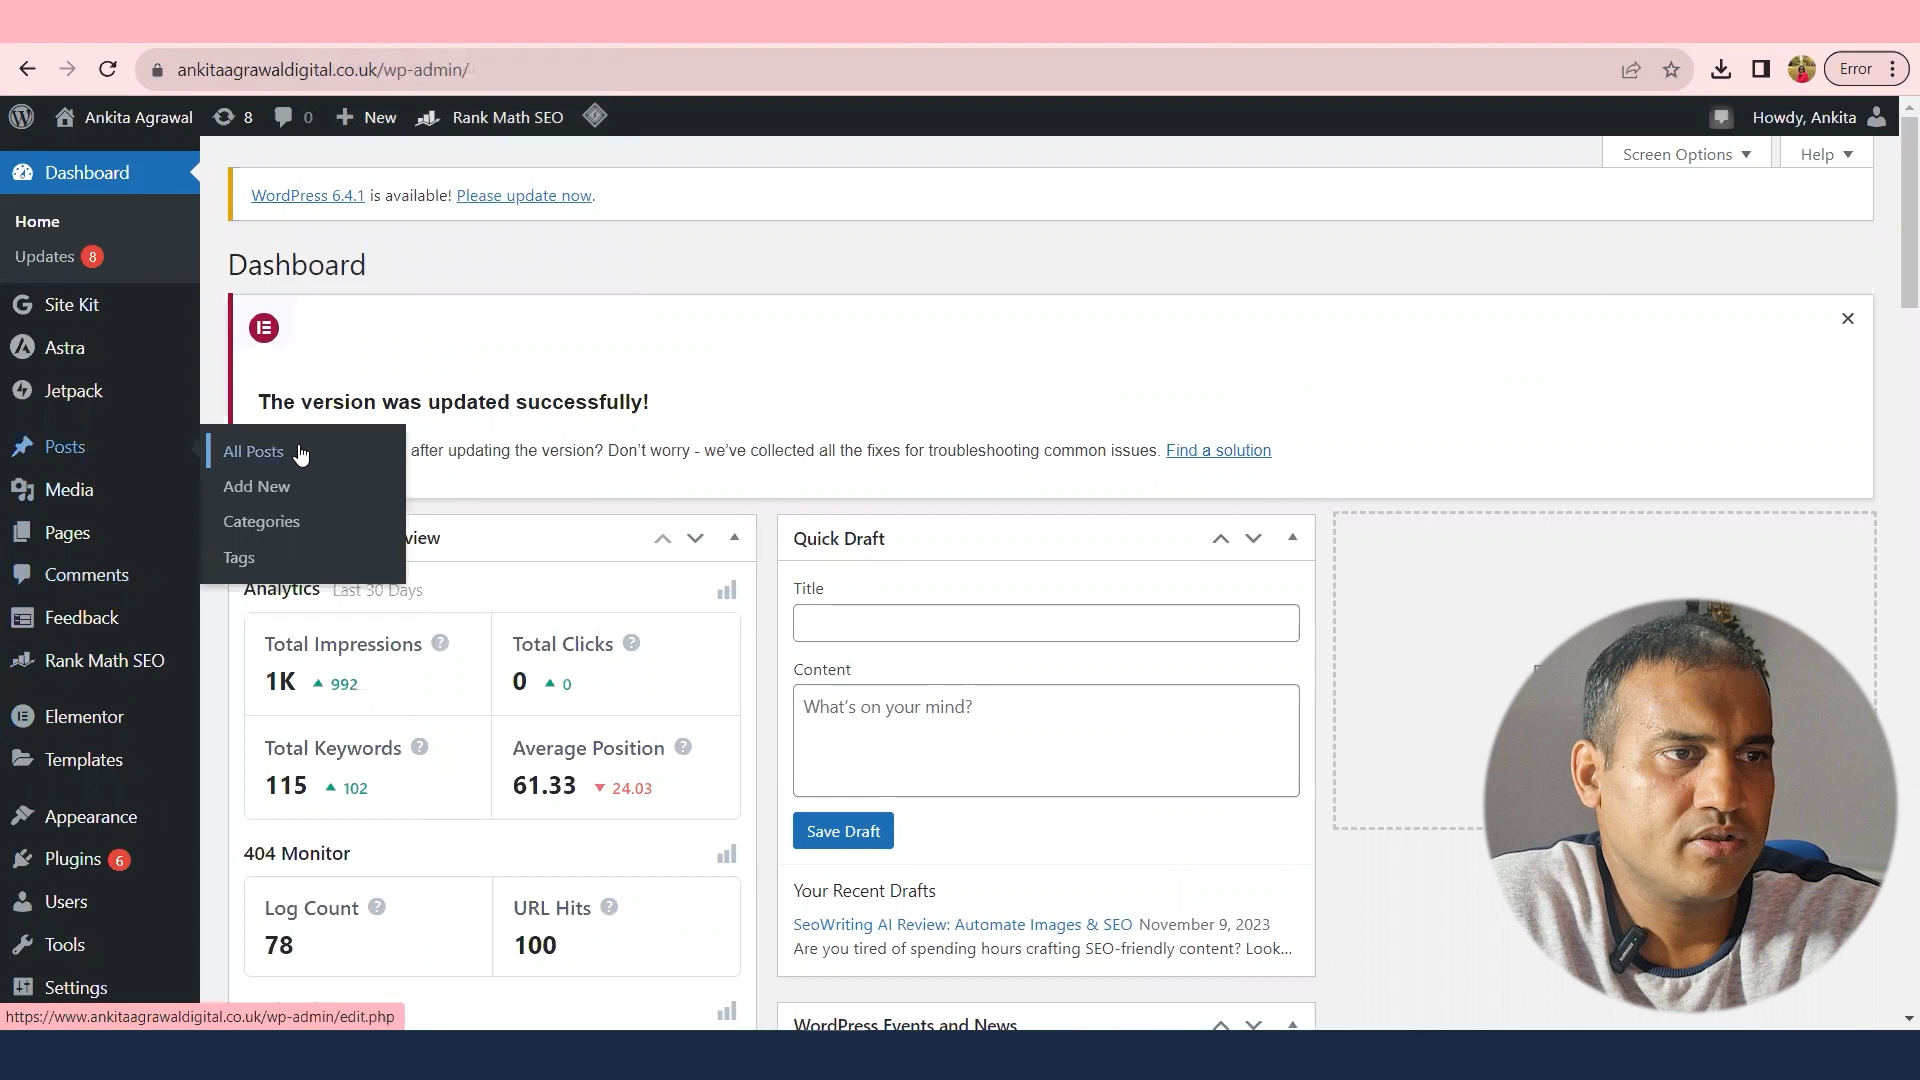 ankitaagrawaldigital.co.uk/wp-admin/
Error
Ankita Agrawal
8
0
New
Rank Math SEO
Howdy, Ankita
Dashboard
Home
Updates 8
Site Kit
Astra
Jetpack
Posts
Media
Pages
Comments
Feedback
Rank Math SEO
Elementor
Templates
Appearance
Plugins 6
Users
Tools
Settings
All Posts
Add New
Categories
Tags
Screen Options
Help
WordPress 6.4.1 is available! Please update now.
Dashboard
The version was updated successfully!
after updating the version? Don’t worry - we’ve collected all the fixes for troubleshooting common issues. Find a solution
view
Analytics Last 30 Days
Total Impressions
1K 992
Total Clicks
0 0
Total Keywords
115 102
Average Position
61.33 24.03
404 Monitor
Log Count
78
URL Hits
100
Quick Draft
Title
Content
What’s on your mind?
Save Draft
Your Recent Drafts
SeoWriting AI Review: Automate Images & SEO November 9, 2023
Are you tired of spending hours crafting SEO-friendly content? Look...
WordPress Events and News
https://www.ankitaagrawaldigital.co.uk/wp-admin/edit.php